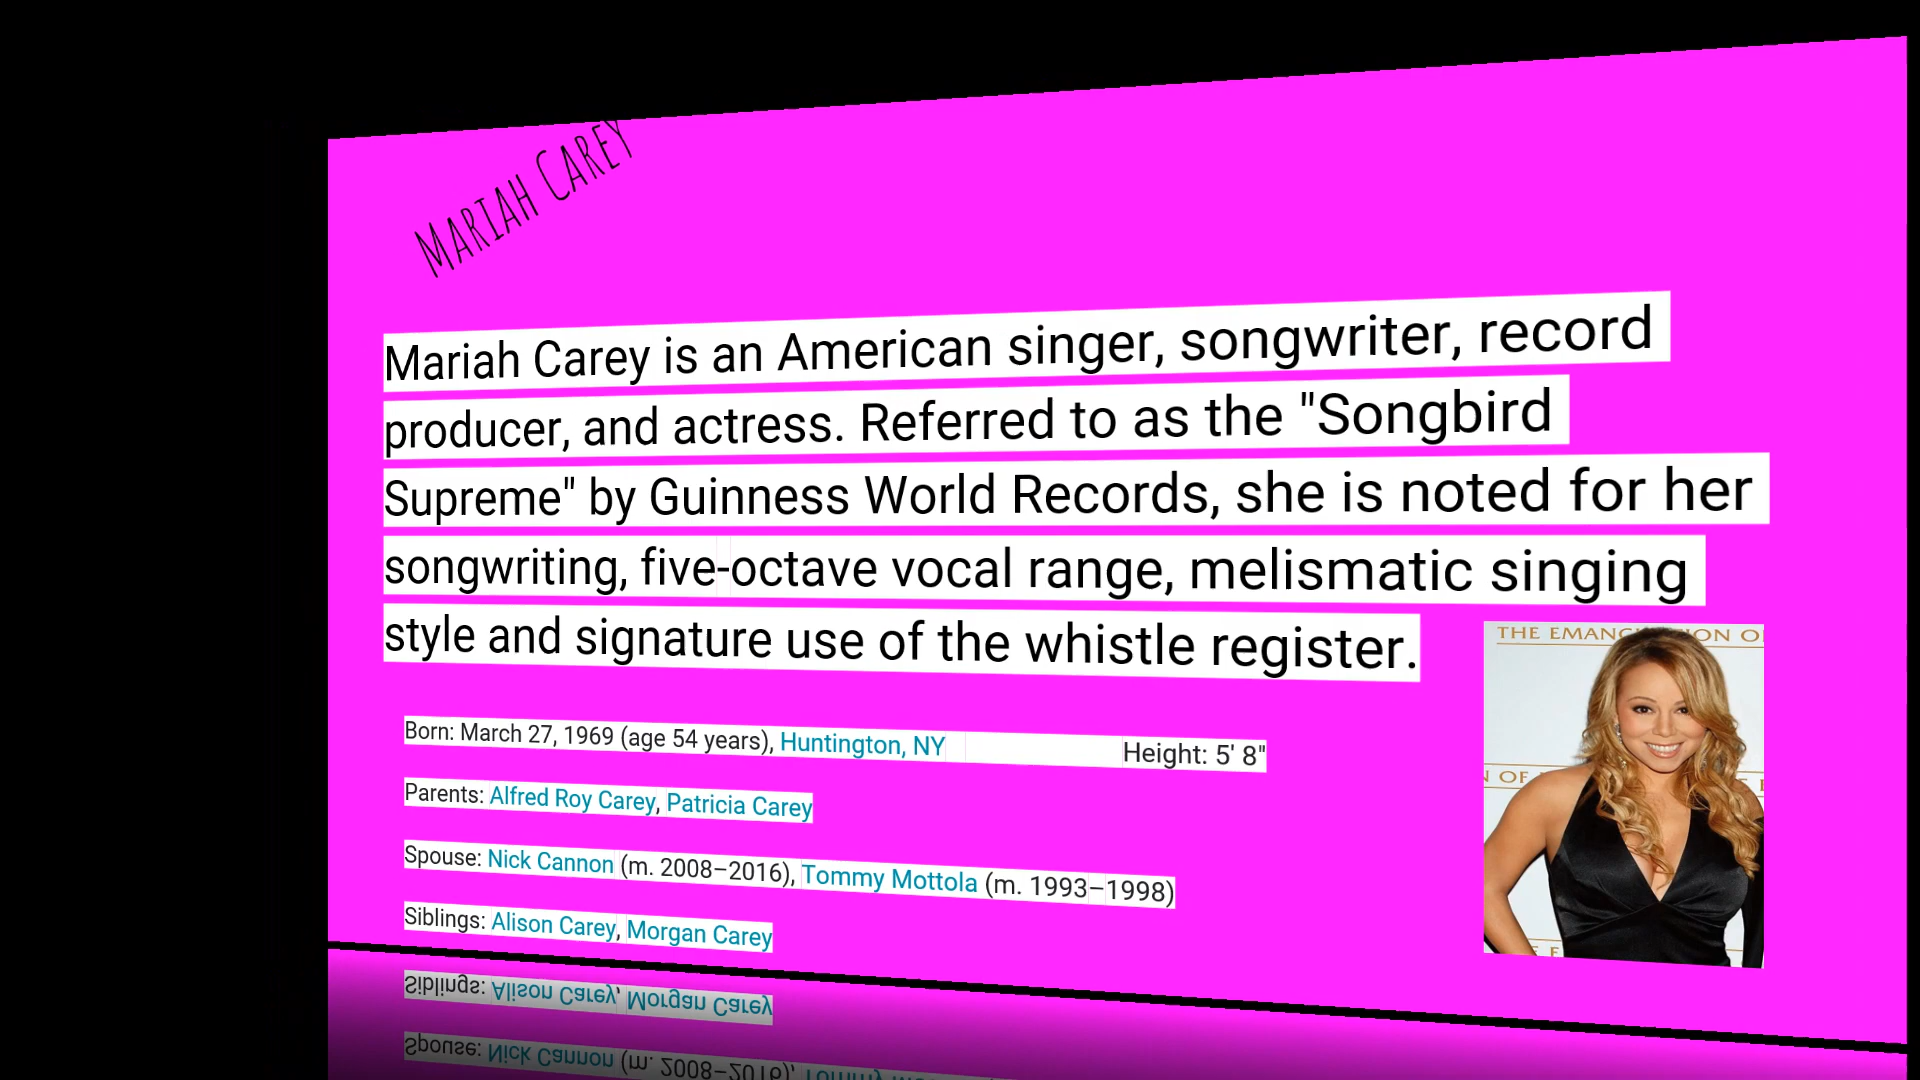 Mariah Carey
Mariah Carey is an American singer, songwriter, record
producer, and actress. Referred to as the "Songbird
Supreme" by Guinness World Records, she is noted for her
songwriting, five-octave vocal range, melismatic singing
style and signature use of the whistle register.
THE EMANCI ION O
Born: March 27, 1969 (age 54 years), Huntington, NY Height: 5' 8"
N OF
Parents: Alfred Roy Carey, Patricia Carey
Spouse: Nick Cannon (m. 2008–2016), Tommy Mottola (m. 1993–1998)
Siblings: Alison Carey, Morgan Carey
Siblings: Alison Carey, Morgan Carey
Spouse: Nick Cannon (m. 2008–2016),